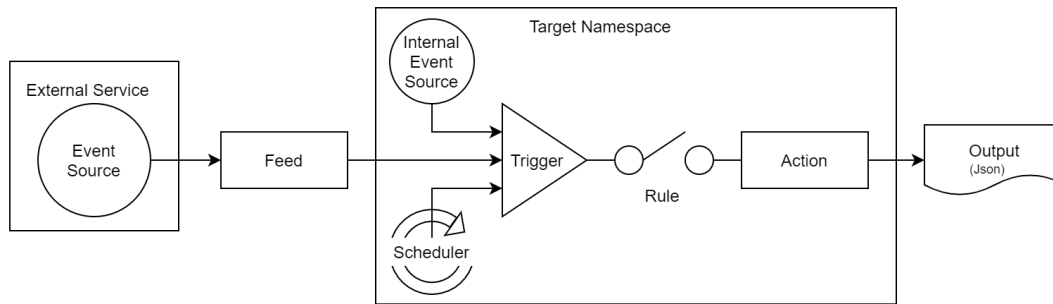 Target Namespace
External Service
Event
Source
Feed
Internal
Event
Source
Scheduler
Trigger
Rule
Action
Output
(Json)